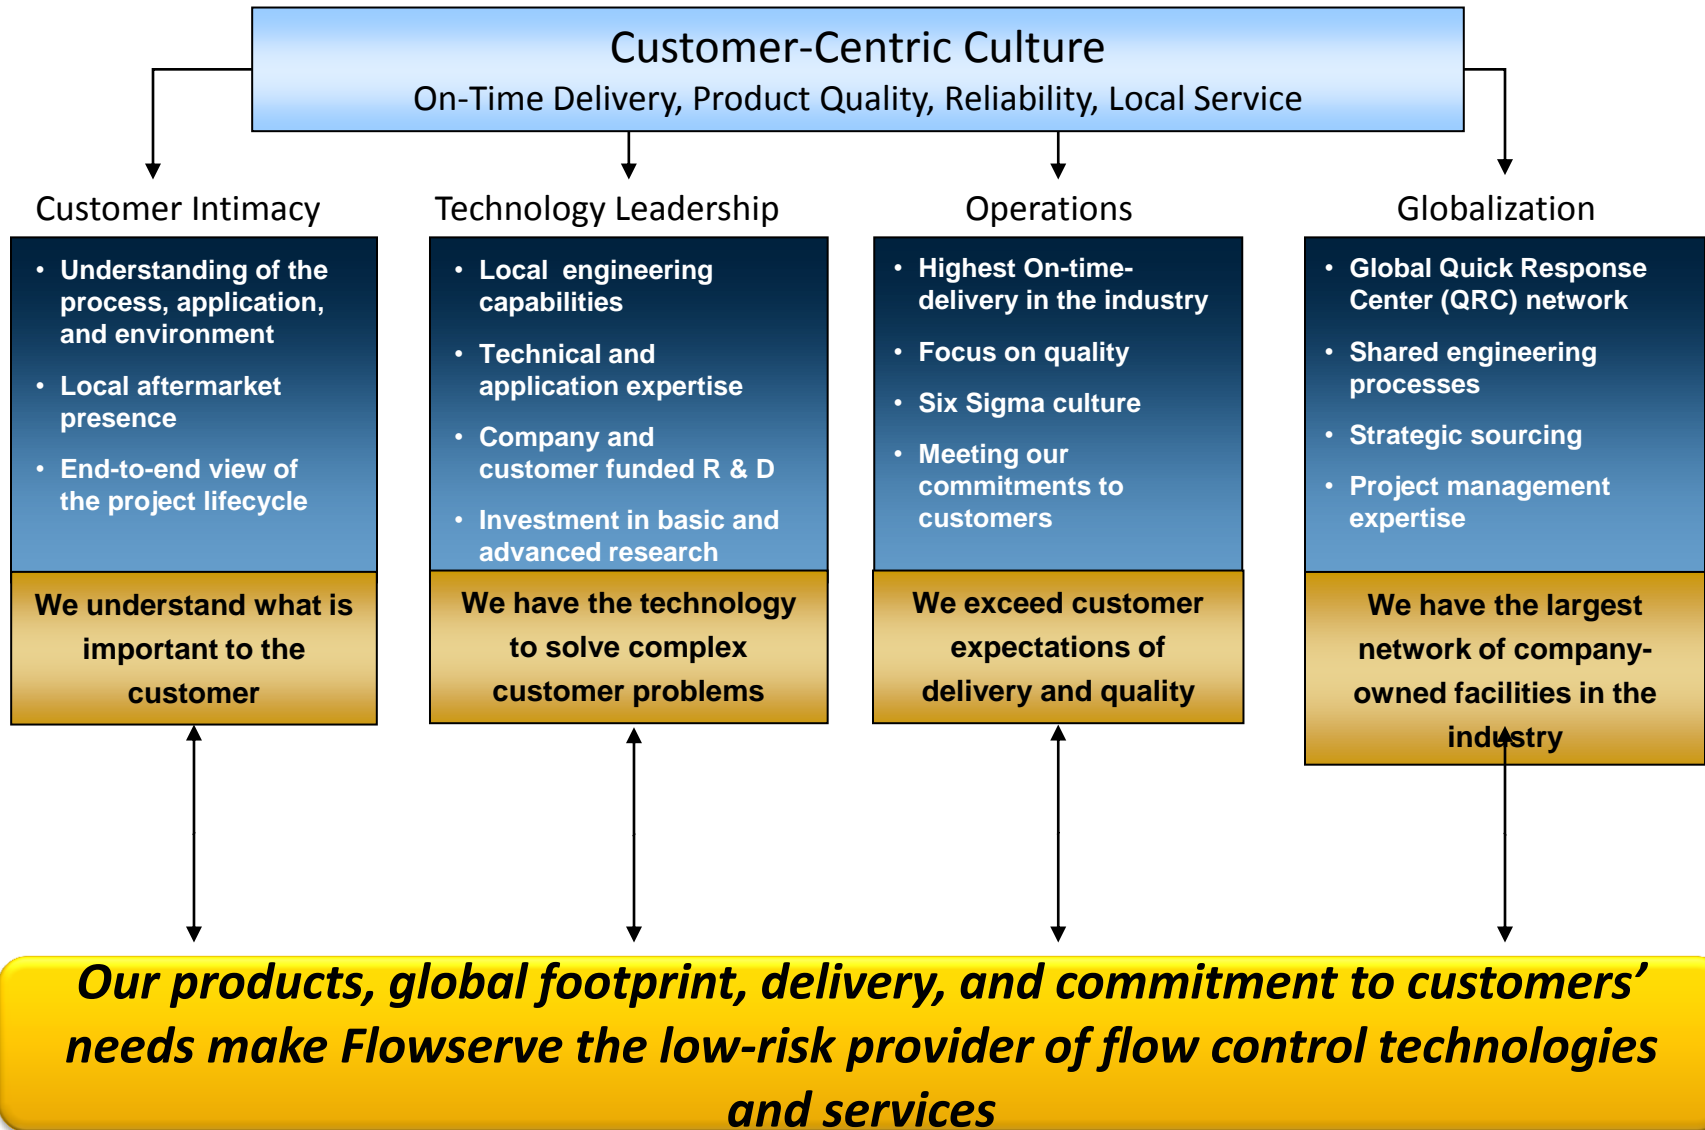 Customer-Centric Culture
On-Time Delivery, Product Quality, Reliability, Local Service
Customer Intimacy
• Understanding of the
process, application,
and environment
• Local aftermarket
presence
• End-to-end view of
the project lifecycle
We understand what is
important to the
customer
Technology Leadership
• Local engineering
capabilities
• Technical and
application expertise
• Company and
customer funded R & D
• Investment in basic and
advanced research
We have the technology
to solve complex
customer problems
Operations
• Highest On-time-
delivery in the industry
• Focus on quality
• Six Sigma culture
• Meeting our
commitments to
customers
We exceed customer
expectations of
delivery and quality
Globalization
• Global Quick Response
Center (QRC) network
• Shared engineering
processes
• Strategic sourcing
• Project management
expertise
We have the largest
network of company-
owned facilities in the
industry
Our products, global footprint, delivery, and commitment to customers’
needs make Flowserve the low-risk provider of flow control technologies
and services